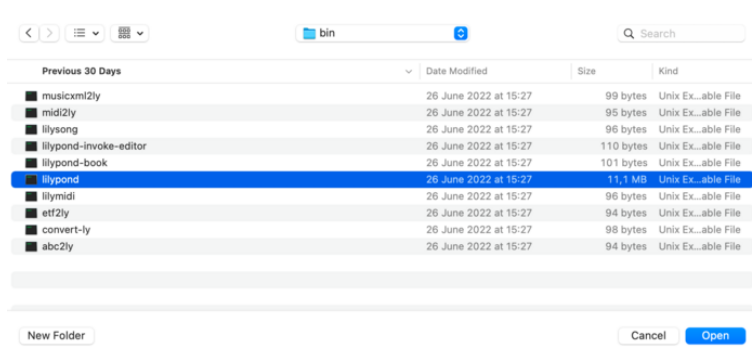 bin
Search
Previous 30 Days Date Modified Size Kind
musicxml2ly 26 June 2022 at 15:27 99 bytes Unix Ex...able File
midi2ly 26 June 2022 at 15:27 95 bytes Unix Ex...able File
lilysong 26 June 2022 at 15:27 96 bytes Unix Ex...able File
lilypond-invoke-editor 26 June 2022 at 15:27 110 bytes Unix Ex...able File
lilypond-book 26 June 2022 at 15:27 101 bytes Unix Ex...able File
lilypond 26 June 2022 at 15:27 11,1 MB Unix Ex...able File
lilymidi 26 June 2022 at 15:27 96 bytes Unix Ex...able File
etf2ly 26 June 2022 at 15:27 94 bytes Unix Ex...able File
convert-ly 26 June 2022 at 15:27 98 bytes Unix Ex...able File
abc2ly 26 June 2022 at 15:27 94 bytes Unix Ex...able File
New Folder Cancel Open